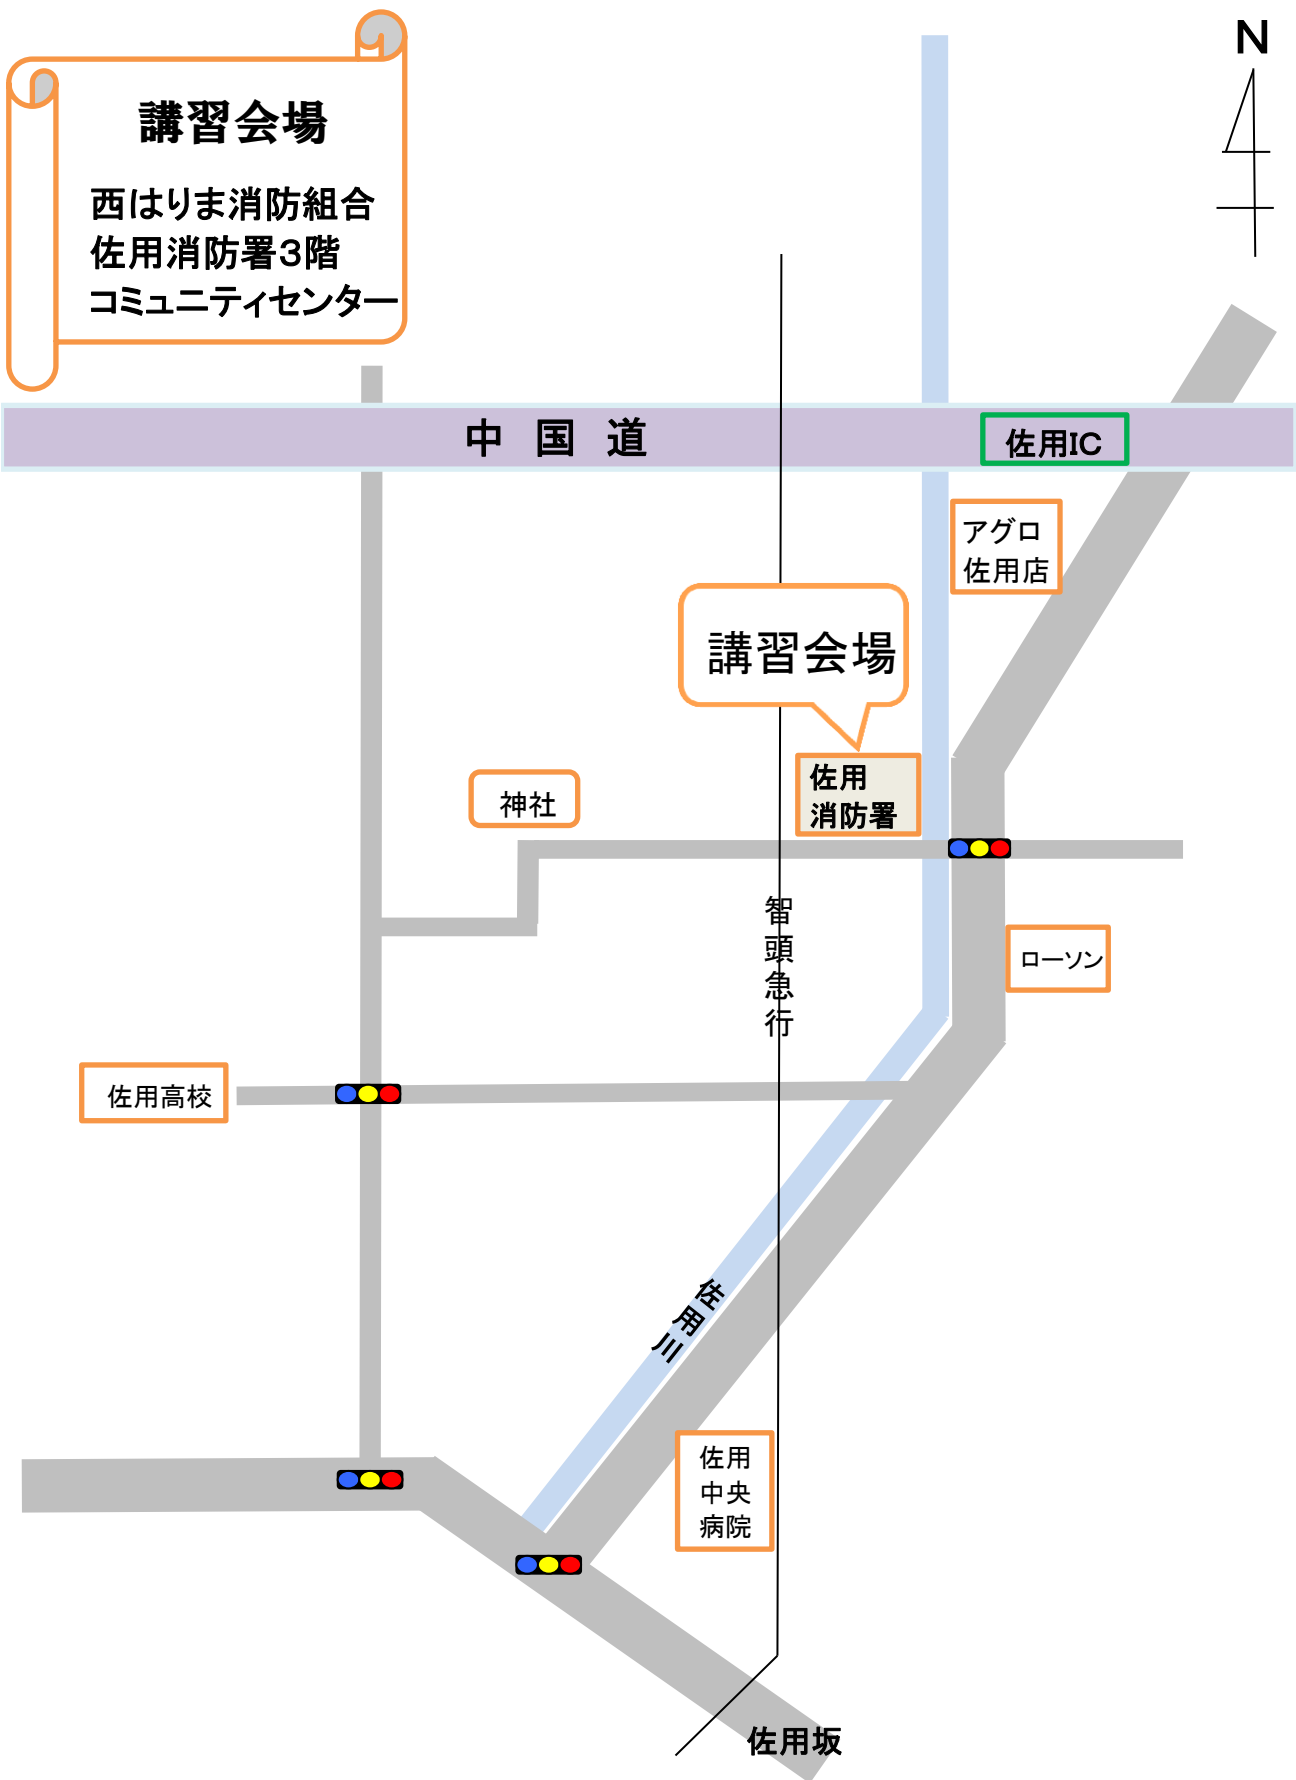 N
講習会場
西はりま消防組合
佐用消防署3階
コミュニティセンター
中国道
佐用IC
アグロ
佐用店
講習会場
佐用
消防署
神社
智頭急行
ローソン
佐用高校
佐用川
佐用
中央
病院
佐用坂